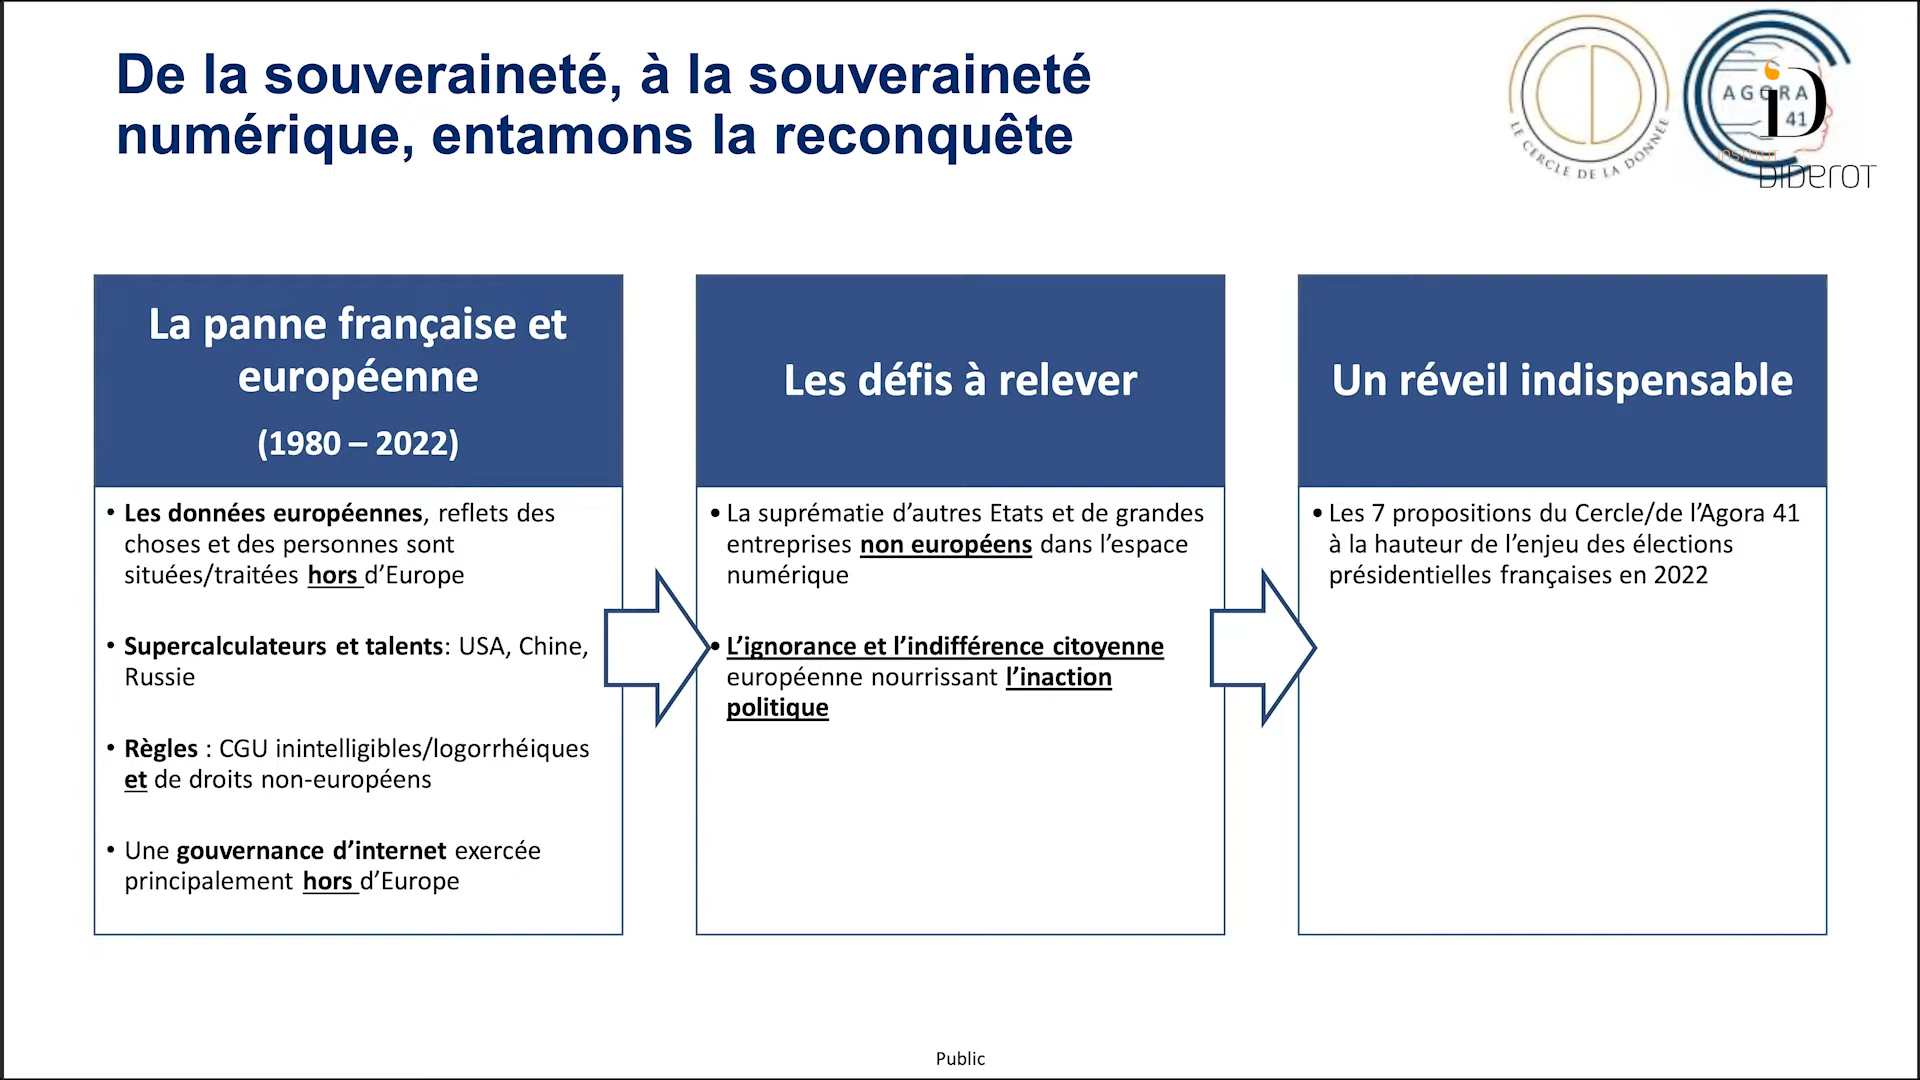 De la souveraineté, à la souveraineté
numérique, entamons la reconquête
LE CERCLE DE LA DONNÉE
AGORA
41
INSTITUT
DIDEROT
La panne française et
européenne
(1980 – 2022)
• Les données européennes, reflets des
choses et des personnes sont
situées/traitées hors d’Europe
• Supercalculateurs et talents: USA, Chine,
Russie
• Règles : CGU inintelligibles/logorrhéiques
et de droits non-européens
• Une gouvernance d’internet exercée
principalement hors d’Europe
Les défis à relever
• La suprématie d’autres Etats et de grandes
entreprises non européens dans l’espace
numérique
• L’ignorance et l’indifférence citoyenne
européenne nourrissant l’inaction
politique
Un réveil indispensable
• Les 7 propositions du Cercle/de l’Agora 41
à la hauteur de l’enjeu des élections
présidentielles françaises en 2022
Public